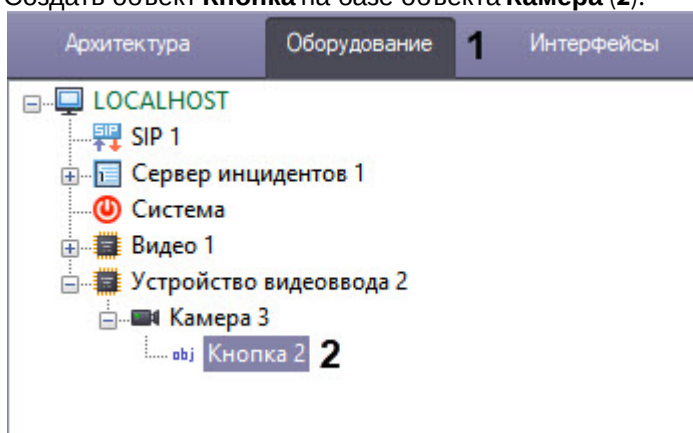 Создать объект Кнопка на базе объекта Камера (2).
Архитектура Оборудование 1 Интерфейсы
LOCALHOST
SIP SIP 1
Сервер инцидентов 1
Система
Видео 1
Устройство видеоввода 2
Камера 3
obj Кнопка 2 2